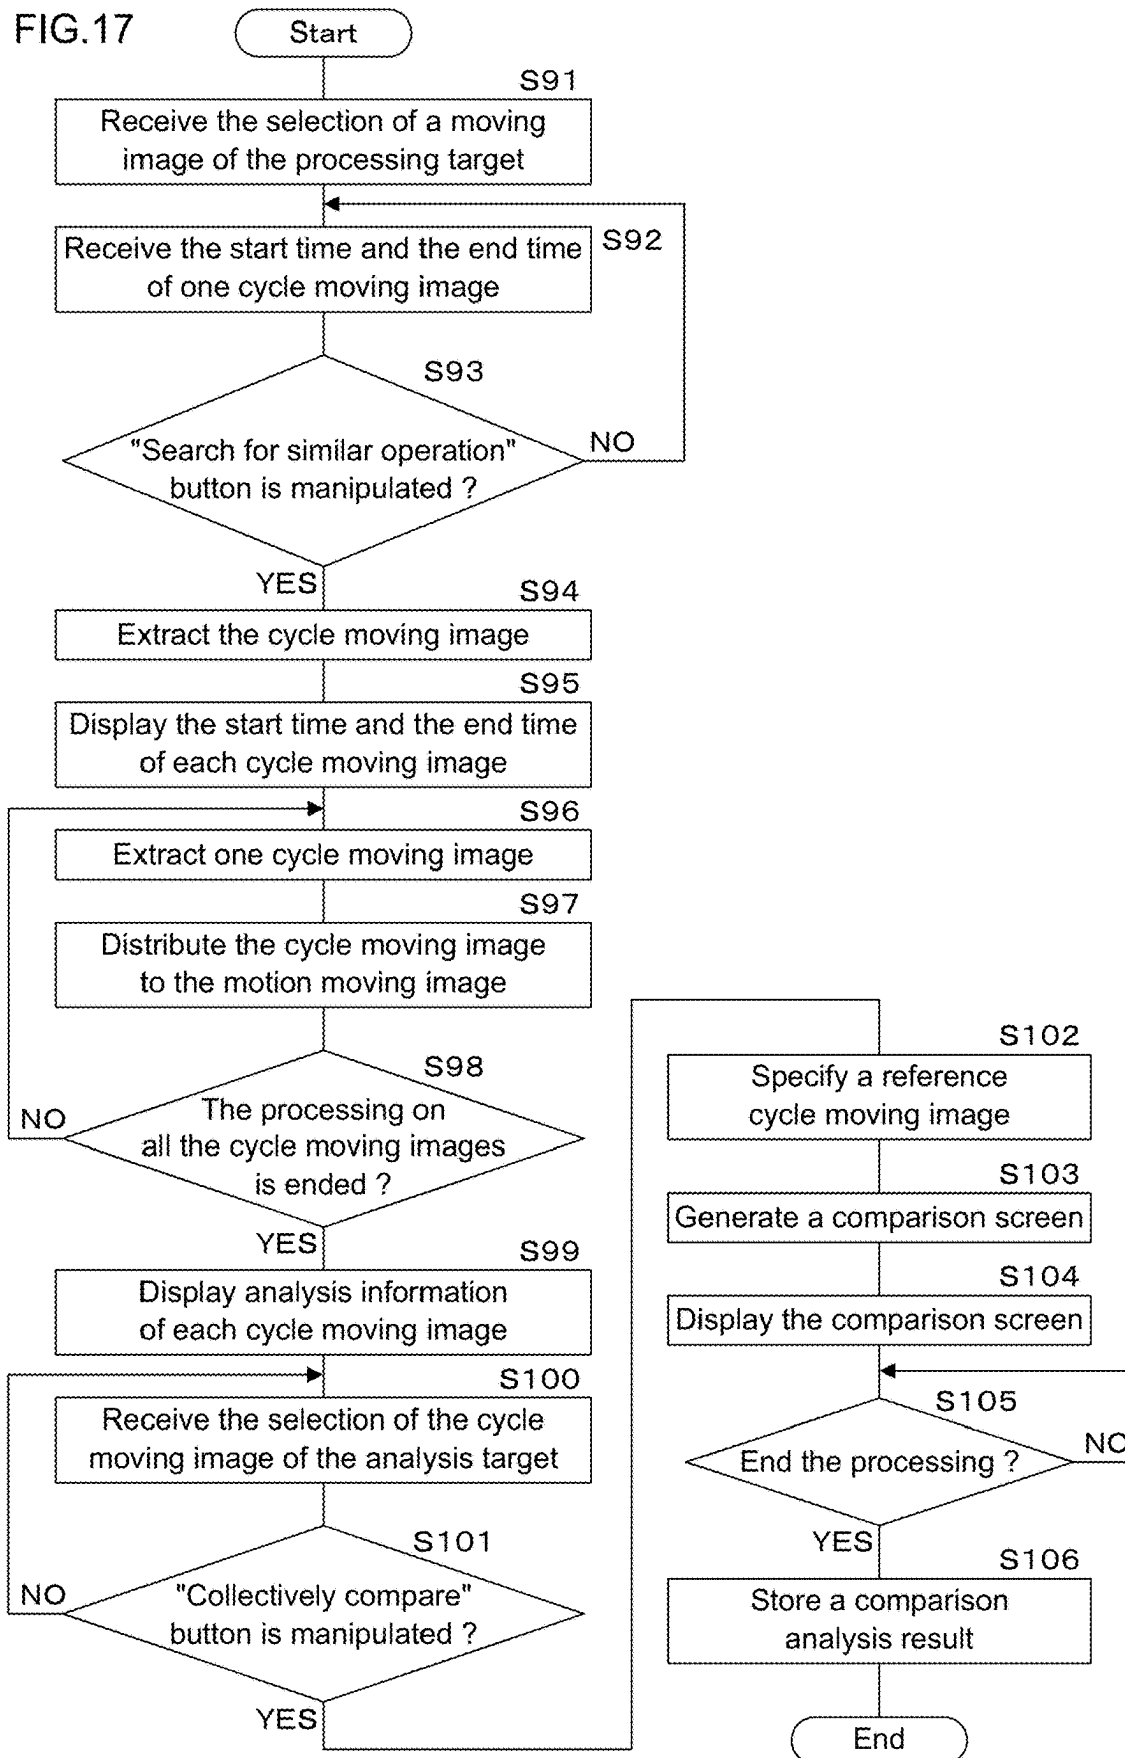 FIG.17
Start
S91
Receive the selection of a moving
image of the processing target
S92
Receive the start time and the end time
of one cycle moving image
S93
"Search for similar operation"
button is manipulated ?
NO
YES
S94
Extract the cycle moving image
S95
Display the start time and the end time
of each cycle moving image
S96
Extract one cycle moving image
S97
Distribute the cycle moving image
to the motion moving image
S98
The processing on
all the cycle moving images
is ended ?
NO
YES
S99
Display analysis information
of each cycle moving image
S100
Receive the selection of the cycle
moving image of the analysis target
S101
"Collectively compare"
button is manipulated ?
NO
YES
S102
Specify a reference
cycle moving image
S103
Generate a comparison screen
S104
Display the comparison screen
S105
End the processing ?
NO
YES
S106
Store a comparison
analysis result
End